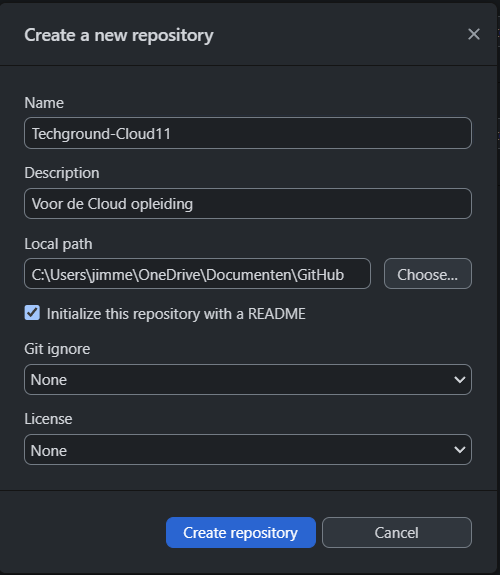 Create a new repository
Name
Techground-Cloud11
Description
Voor de Cloud opleiding
Local path
C:\Users\jimme\OneDrive\Documenten\GitHub
Choose...
Initialize this repository with a README
Git ignore
None
License
None
Create repository
Cancel